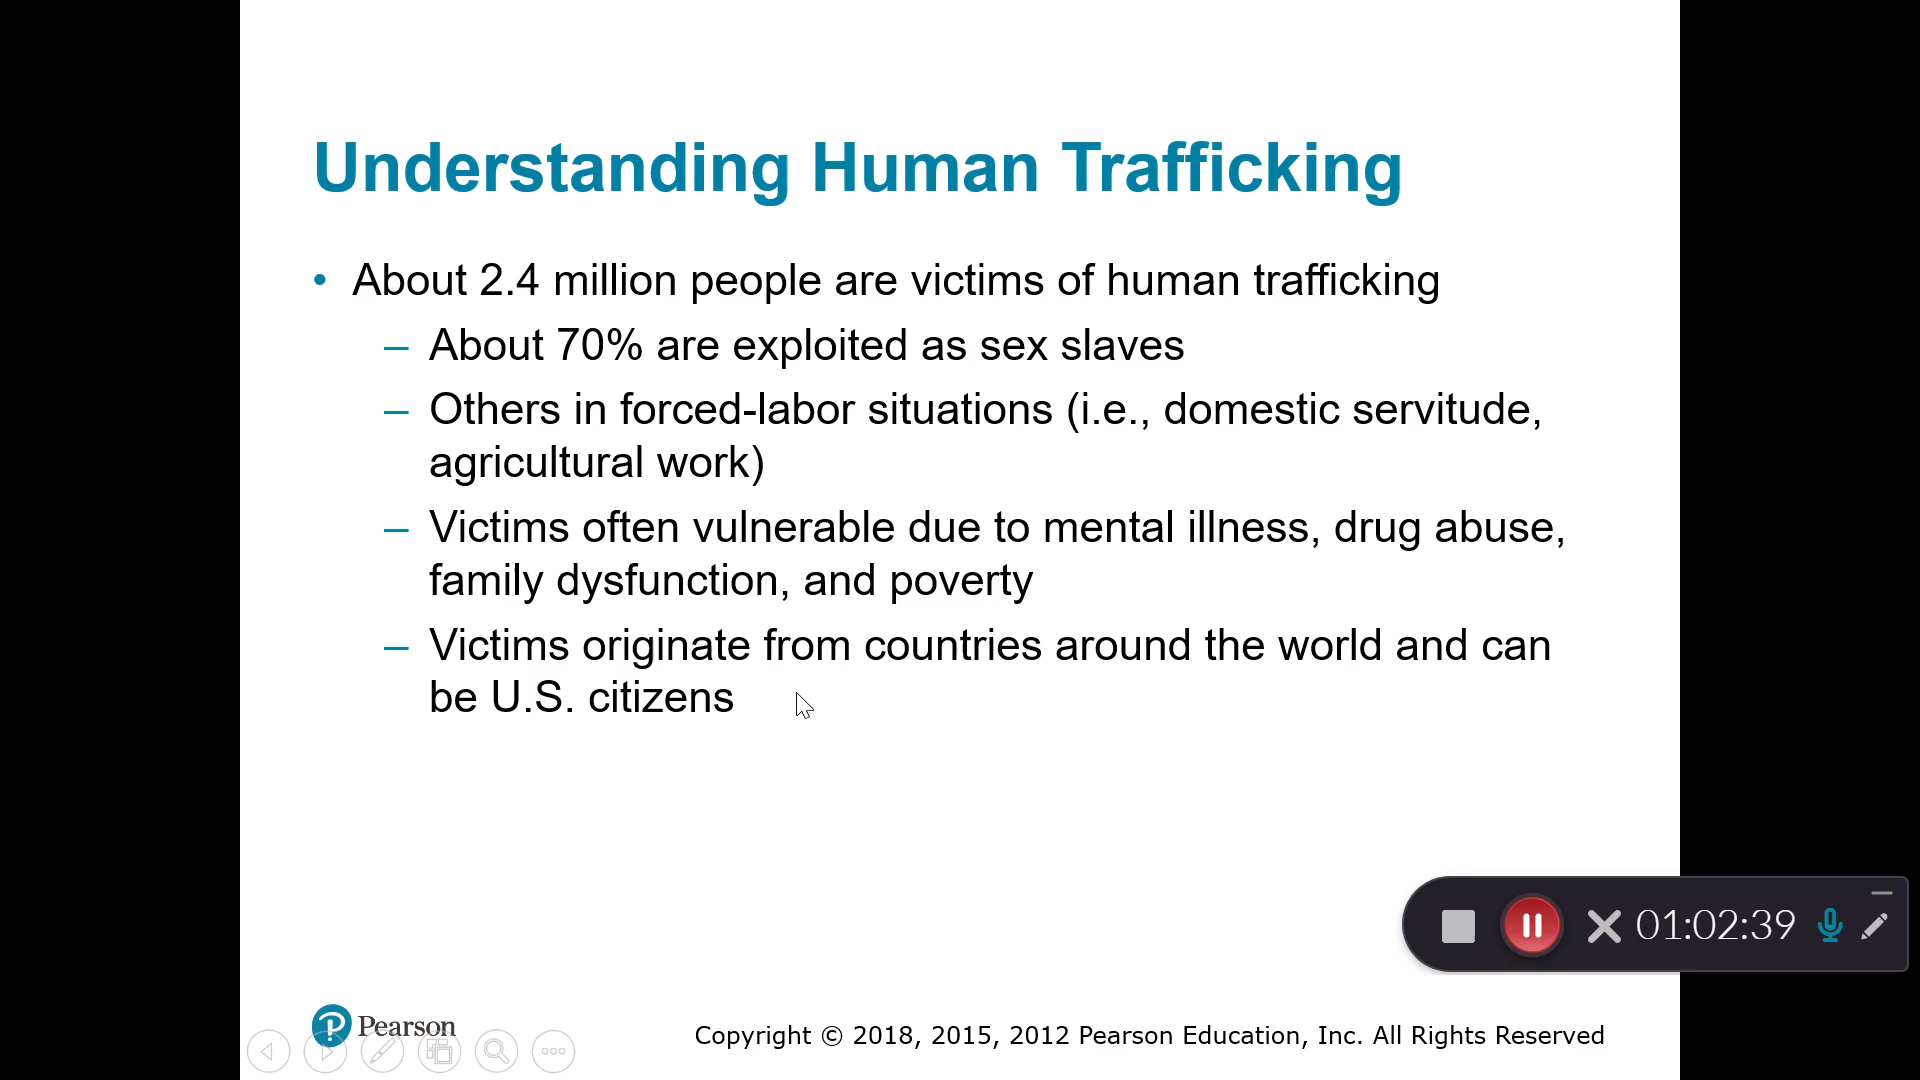 Understanding Human Trafficking
• About 2.4 million people are victims of human trafficking
– About 70% are exploited as sex slaves
– Others in forced-labor situations (i.e., domestic servitude,
agricultural work)
– Victims often vulnerable due to mental illness, drug abuse,
family dysfunction, and poverty
– Victims originate from countries around the world and can
be U.S. citizens
01:02:39
Pearson
Copyright © 2018, 2015, 2012 Pearson Education, Inc. All Rights Reserved